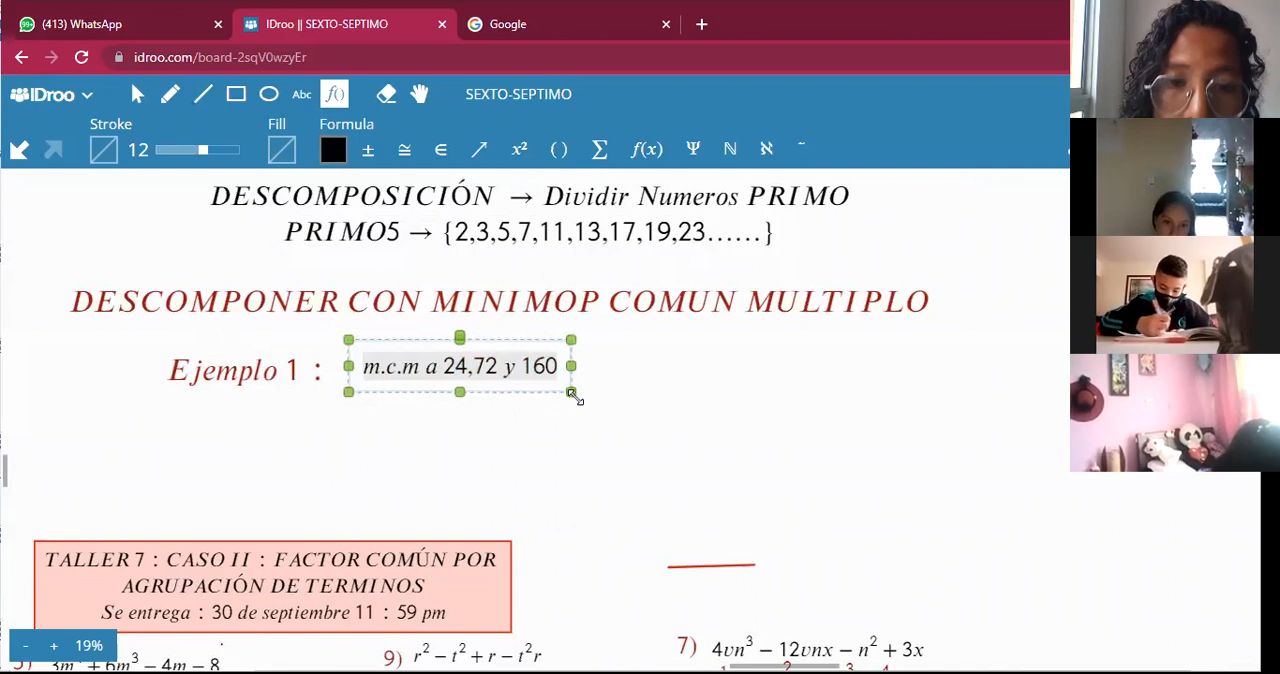 (413) WhatsApp
IDroo || SEXTO-SEPTIMO
Google
idroo.com/board-2sqV0wzyEr
IDroo
Abc
f()
SEXTO-SEPTIMO
Stroke
Fill
Formula
12
± ≅ ∈ x² ( ) ∑ f(x) Ψ ℕ ℵ ~
DESCOMPOSICIÓN → Dividir Numeros PRIMO
PRIMO5 → {2,3,5,7,11,13,17,19,23......}
DESCOMPONER CON MINIMOP COMUN MULTIPLO
Ejemplo 1 : m.c.m a 24,72 y 160
TALLER 7 : CASO II : FACTOR COMÚN POR
AGRUPACIÓN DE TERMINOS
Se entrega : 30 de septiembre 11 : 59 pm
- + 19%
9) r² − t² + r − t²r
7) 4vn³ − 12vnx − n² + 3x